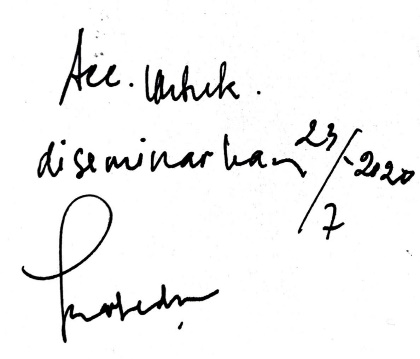 Acc. untuk.
diseminarkan 23/7-2020